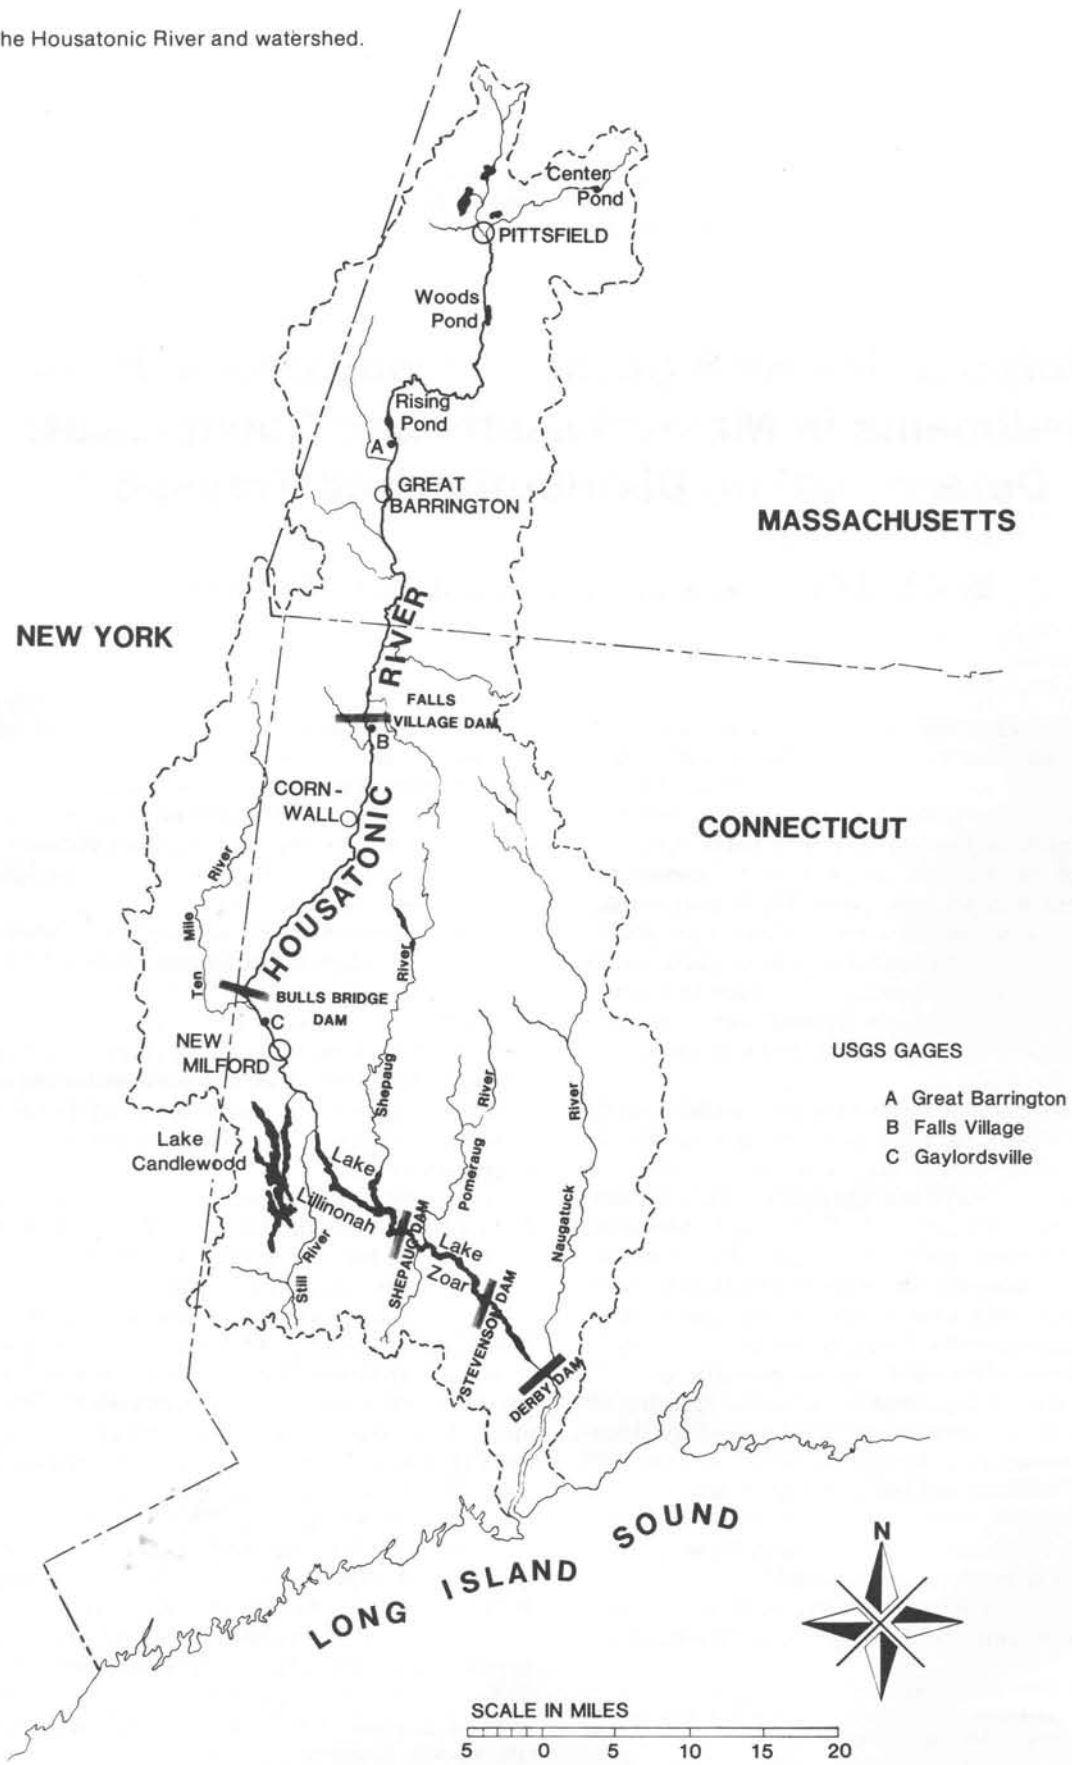 he Housatonic River and watershed.
Center
Pond
PITTSFIELD
Woods
Pond
Rising
Pond
A
GREAT
BARRINGTON
MASSACHUSETTS
NEW YORK
HOUSATONIC RIVER
FALLS
VILLAGE DAM
B
CORN-
WALL
CONNECTICUT
Ten Mile River
BULLS BRIDGE
DAM
C
NEW
MILFORD
Shepaug River
Pomeraug River
Naugatuck River
USGS GAGES
A Great Barrington
B Falls Village
C Gaylordsville
Lake
Candlewood
Lake
Lillinonah
Still River
SHEPAUG DAM
Lake
Zoar
STEVENSON DAM
DERBY DAM
LONG ISLAND SOUND
N
SCALE IN MILES
5 0 5 10 15 20